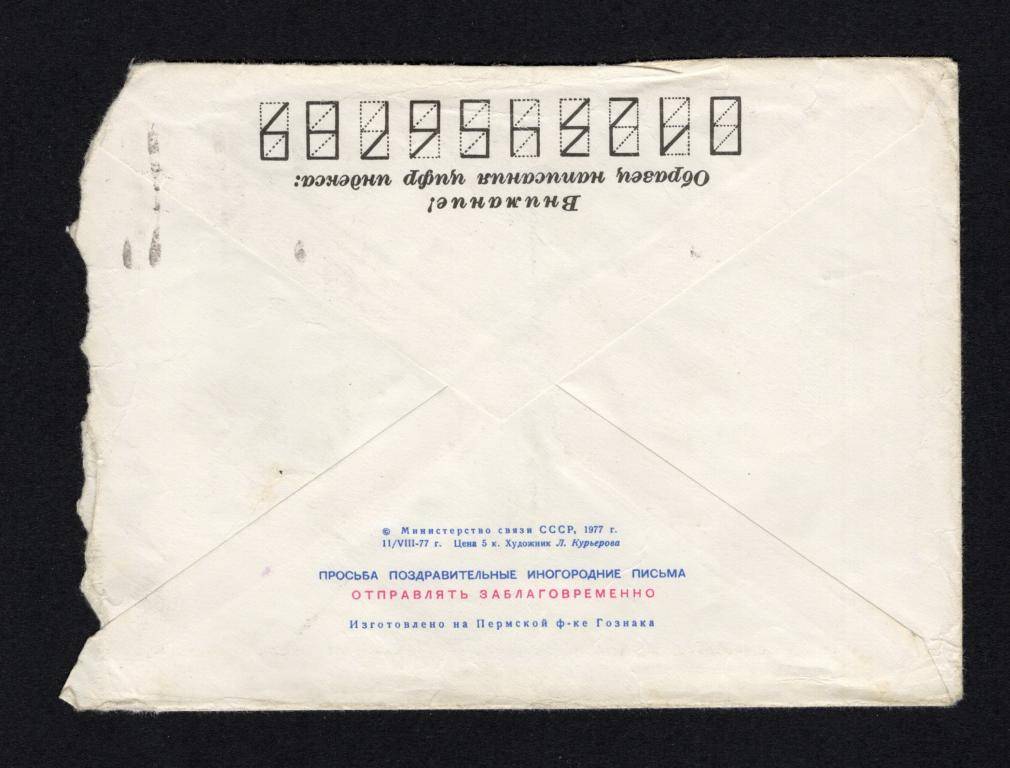 Внимание!
Образец написания цифр индекса:
0123456789
© Министерство связи СССР, 1977 г.
11/VIII-77 г. Цена 5 к. Художник Л. Курьерова
ПРОСЬБА ПОЗДРАВИТЕЛЬНЫЕ ИНОГОРОДНИЕ ПИСЬМА
ОТПРАВЛЯТЬ ЗАБЛАГОВРЕМЕННО
Изготовлено на Пермской ф-ке Гознака